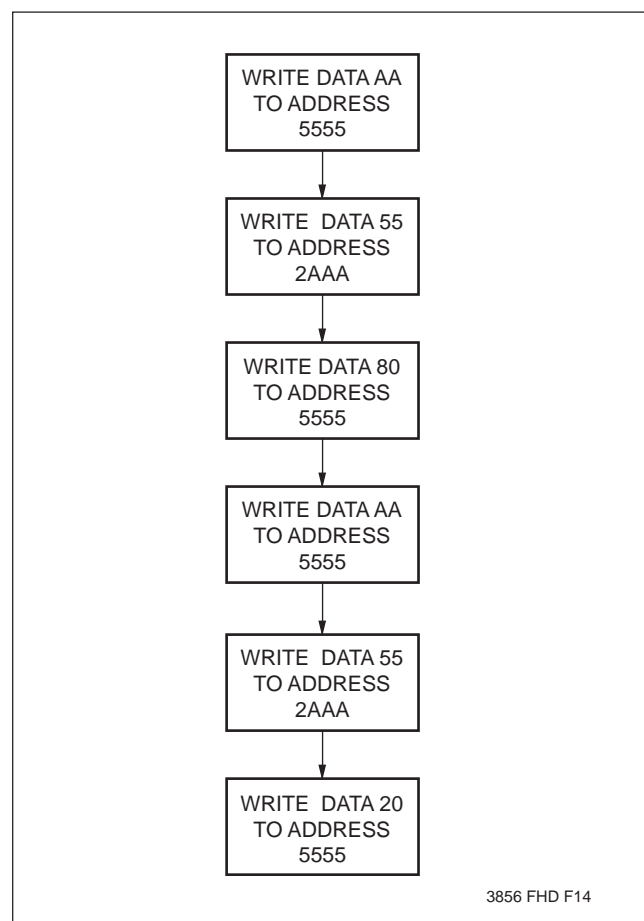 WRITE DATA AA
TO ADDRESS
5555
WRITE DATA 55
TO ADDRESS
2AAA
WRITE DATA 80
TO ADDRESS
5555
WRITE DATA AA
TO ADDRESS
5555
WRITE DATA 55
TO ADDRESS
2AAA
WRITE DATA 20
TO ADDRESS
5555
3856 FHD F14